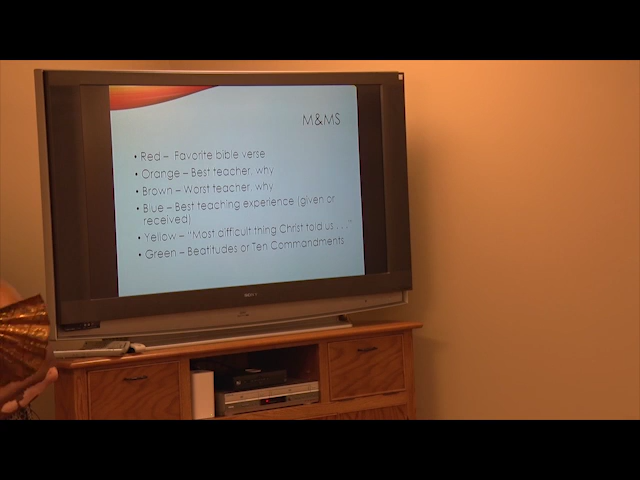 M&MS
• Red – Favorite bible verse
• Orange – Best teacher, why
• Brown – Worst teacher, why
• Blue – Best teaching experience (given or
received)
• Yellow – "Most difficult thing Christ told us . . ."
• Green – Beatitudes or Ten Commandments
SONY